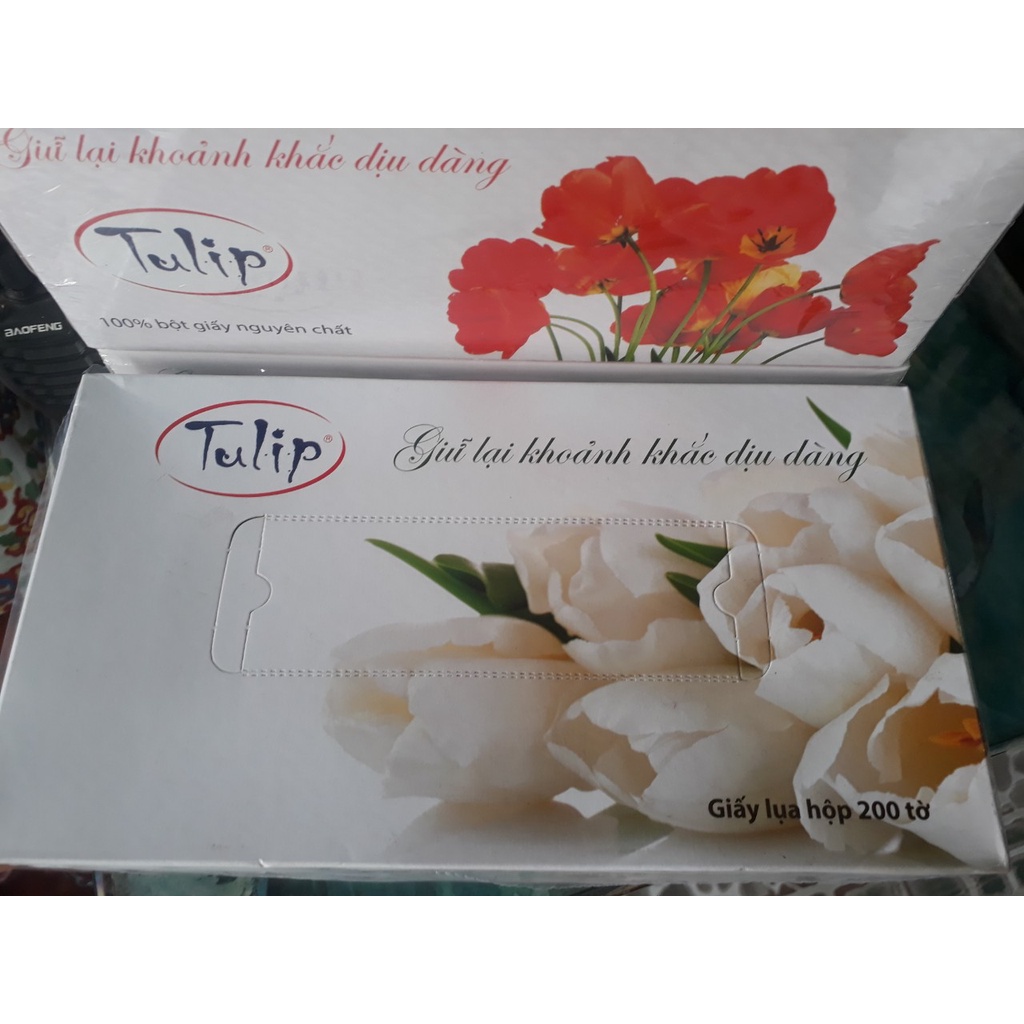 Giữ lại khoảnh khắc dịu dàng
Tulip®
100% bột giấy nguyên chất
BAOFENG
Tulip®
Giữ lại khoảnh khắc dịu dàng
Giấy lụa hộp 200 tờ